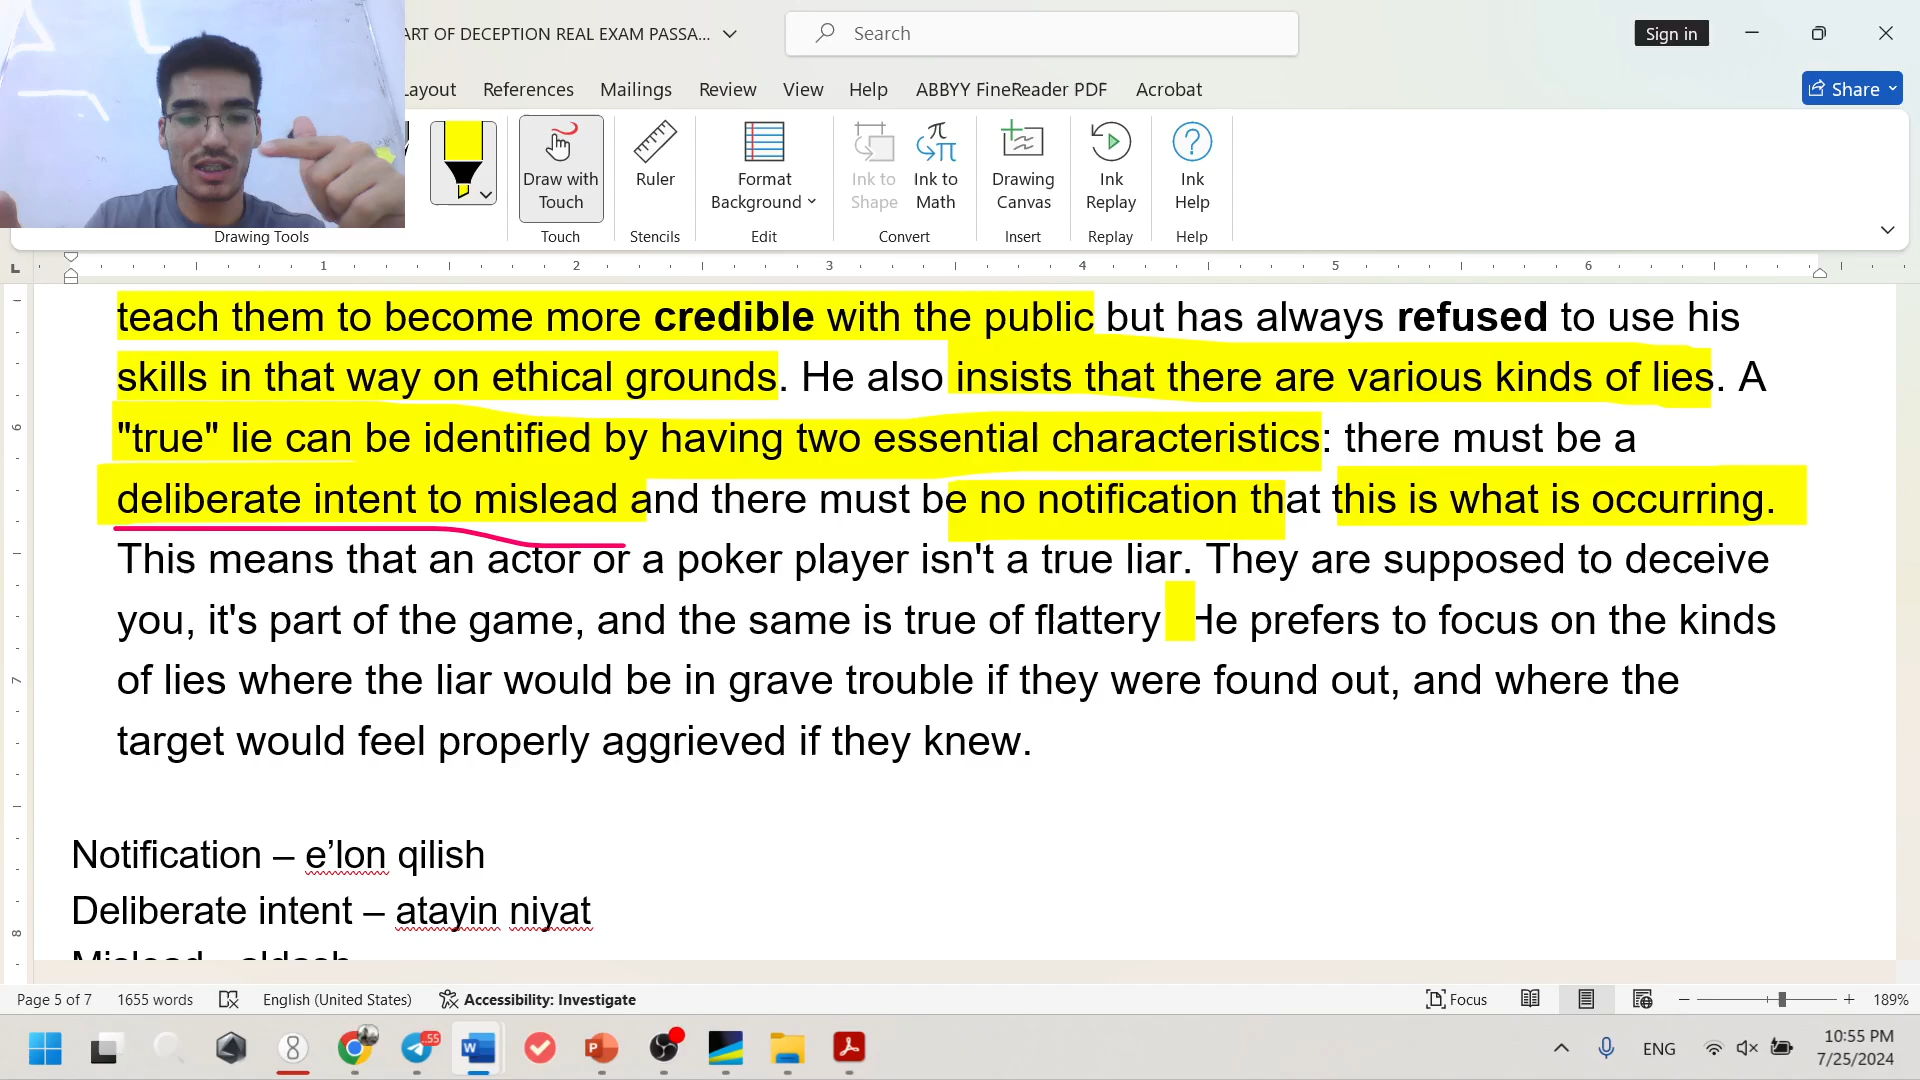 ART OF DECEPTION REAL EXAM PASSA...
Search
Sign in
Layout References Mailings Review View Help ABBYY FineReader PDF Acrobat
Share
Draw with Touch
Ruler
Format Background
Ink to Shape
Ink to Math
Drawing Canvas
Ink Replay
Ink Help
Drawing Tools Touch Stencils Edit Convert Insert Replay Help
L 1 2 3 4 5 6
teach them to become more credible with the public but has always refused to use his
skills in that way on ethical grounds. He also insists that there are various kinds of lies. A
"true" lie can be identified by having two essential characteristics: there must be a
deliberate intent to mislead and there must be no notification that this is what is occurring.
This means that an actor or a poker player isn't a true liar. They are supposed to deceive
you, it's part of the game, and the same is true of flattery He prefers to focus on the kinds
of lies where the liar would be in grave trouble if they were found out, and where the
target would feel properly aggrieved if they knew.
Notification – e’lon qilish
Deliberate intent – atayin niyat
6
7
8
Page 5 of 7 1655 words English (United States) Accessibility: Investigate Focus 189%
55
ENG
10:55 PM
7/25/2024